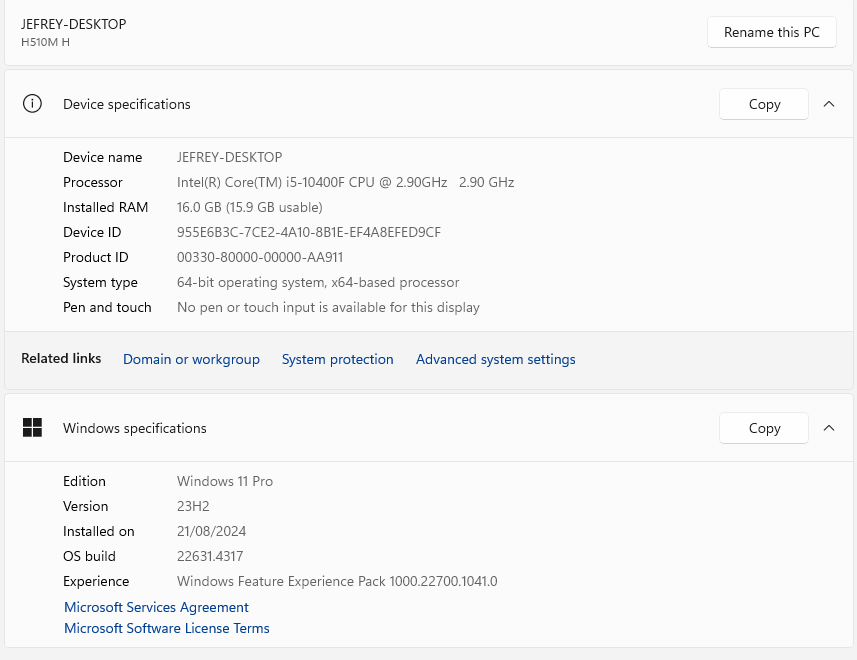 JEFREY-DESKTOP
H510M H
Rename this PC
Device specifications
Copy
Device name JEFREY-DESKTOP
Processor Intel(R) Core(TM) i5-10400F CPU @ 2.90GHz 2.90 GHz
Installed RAM 16.0 GB (15.9 GB usable)
Device ID 955E6B3C-7CE2-4A10-8B1E-EF4A8EFED9CF
Product ID 00330-80000-00000-AA911
System type 64-bit operating system, x64-based processor
Pen and touch No pen or touch input is available for this display
Related links Domain or workgroup System protection Advanced system settings
Windows specifications
Copy
Edition Windows 11 Pro
Version 23H2
Installed on 21/08/2024
OS build 22631.4317
Experience Windows Feature Experience Pack 1000.22700.1041.0
Microsoft Services Agreement
Microsoft Software License Terms